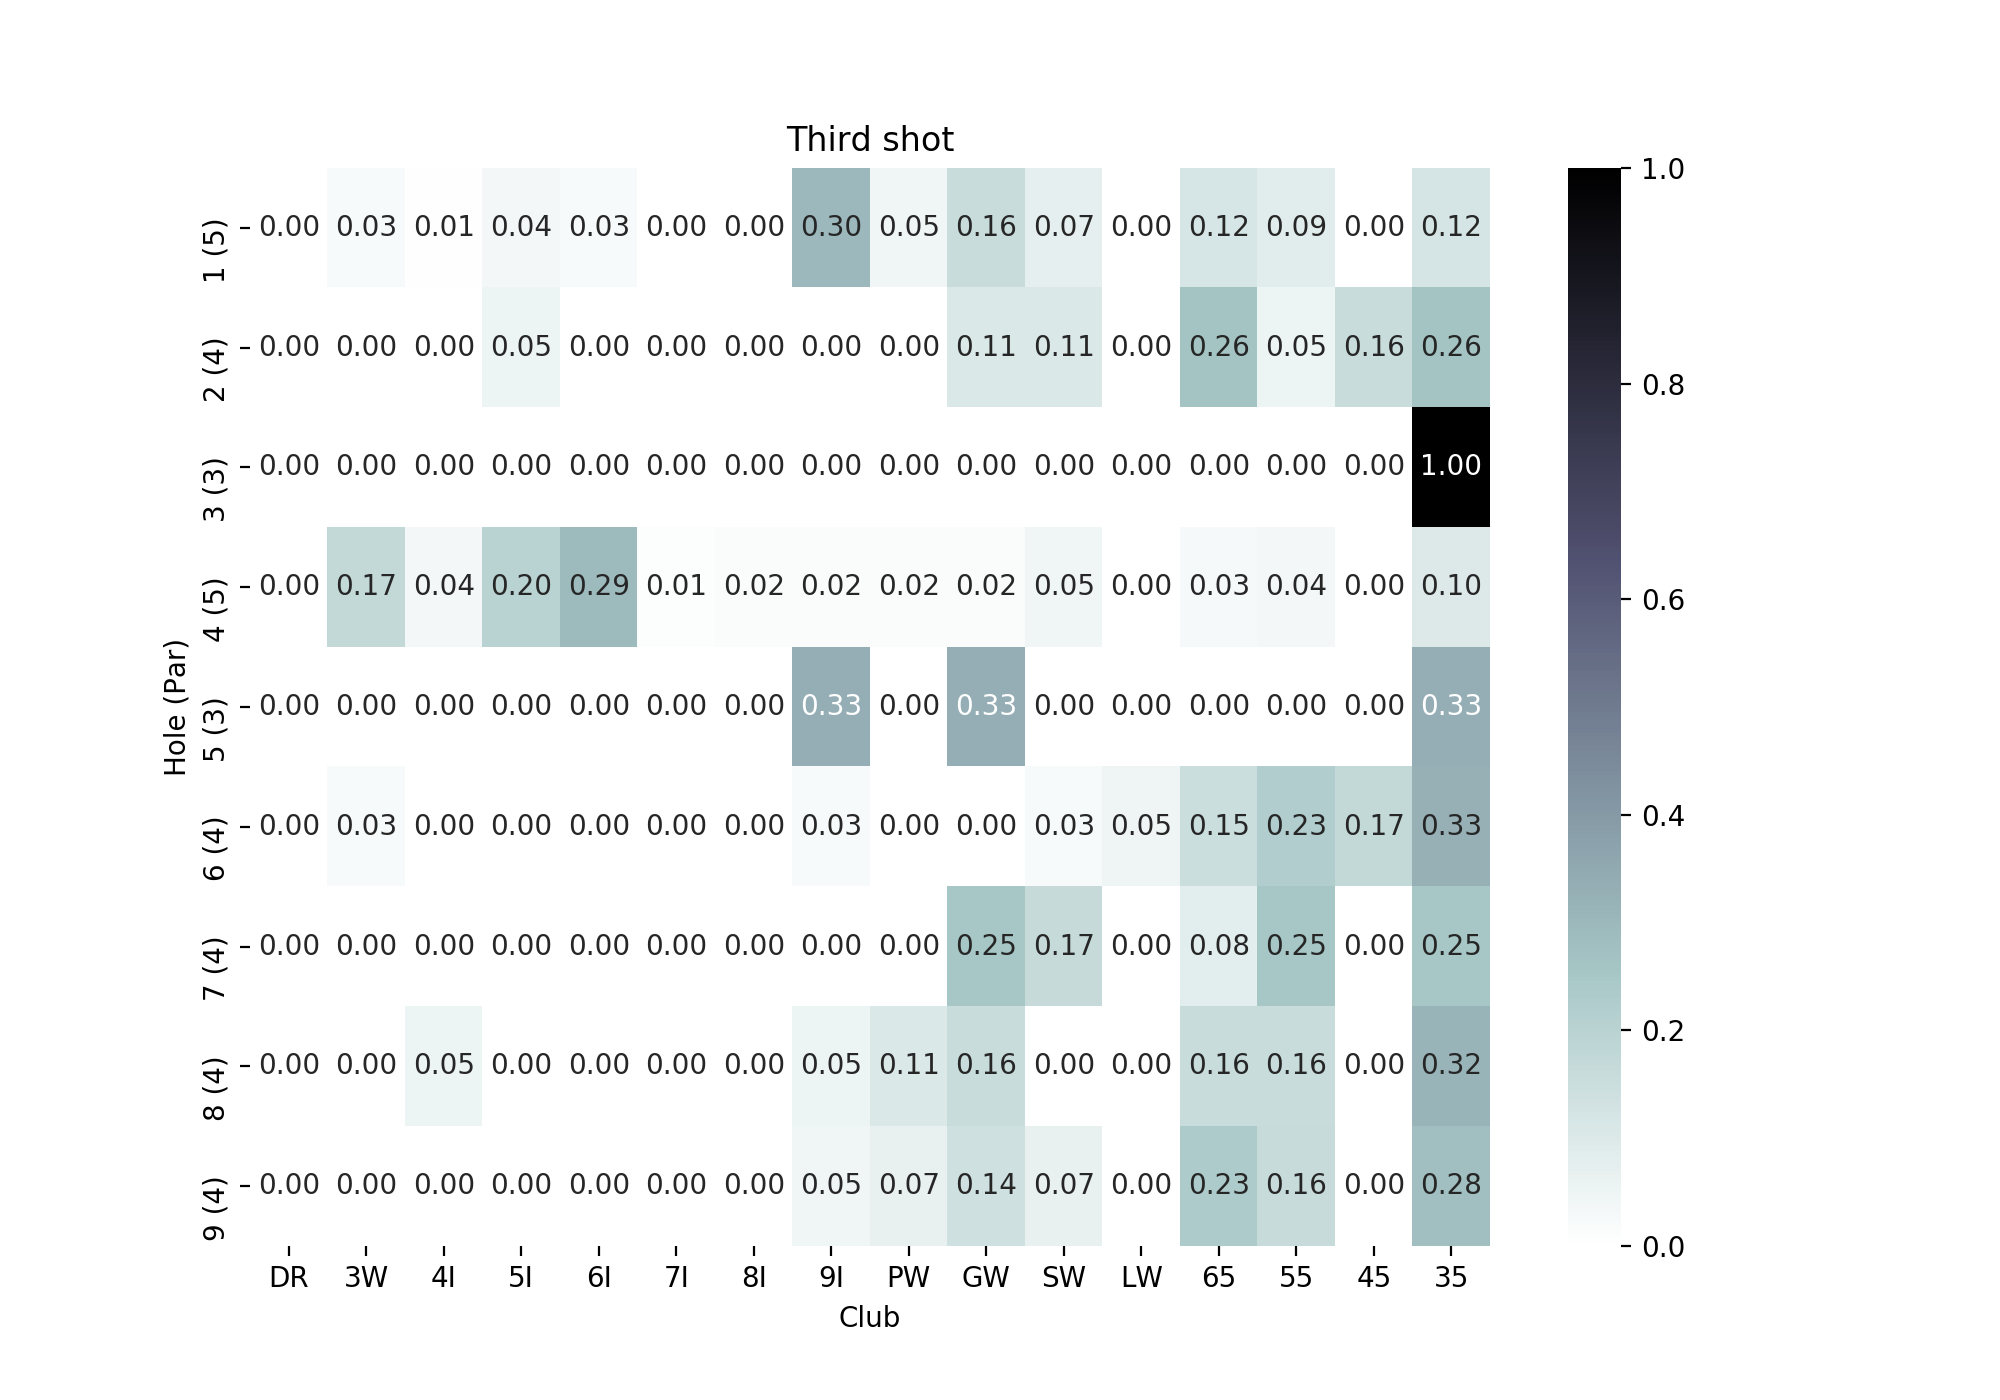 Third shot
Hole (Par)
1 (5) 0.00 0.03 0.01 0.04 0.03 0.00 0.00 0.30 0.05 0.16 0.07 0.00 0.12 0.09 0.00 0.12
2 (4) 0.00 0.00 0.00 0.05 0.00 0.00 0.00 0.00 0.00 0.11 0.11 0.00 0.26 0.05 0.16 0.26
3 (3) 0.00 0.00 0.00 0.00 0.00 0.00 0.00 0.00 0.00 0.00 0.00 0.00 0.00 0.00 0.00 1.00
4 (5) 0.00 0.17 0.04 0.20 0.29 0.01 0.02 0.02 0.02 0.02 0.05 0.00 0.03 0.04 0.00 0.10
5 (3) 0.00 0.00 0.00 0.00 0.00 0.00 0.00 0.33 0.00 0.33 0.00 0.00 0.00 0.00 0.00 0.33
6 (4) 0.00 0.03 0.00 0.00 0.00 0.00 0.00 0.03 0.00 0.00 0.03 0.05 0.15 0.23 0.17 0.33
7 (4) 0.00 0.00 0.00 0.00 0.00 0.00 0.00 0.00 0.00 0.25 0.17 0.00 0.08 0.25 0.00 0.25
8 (4) 0.00 0.00 0.05 0.00 0.00 0.00 0.00 0.05 0.11 0.16 0.00 0.00 0.16 0.16 0.00 0.32
9 (4) 0.00 0.00 0.00 0.00 0.00 0.00 0.00 0.05 0.07 0.14 0.07 0.00 0.23 0.16 0.00 0.28
DR 3W 4I 5I 6I 7I 8I 9I PW GW SW LW 65 55 45 35
Club
1.0
0.8
0.6
0.4
0.2
0.0